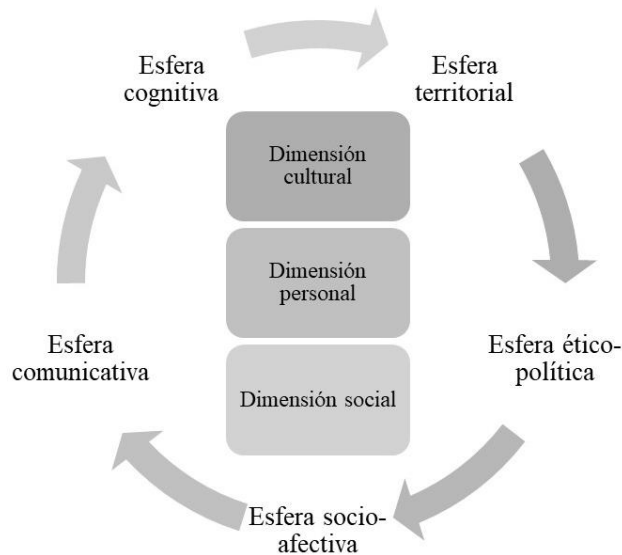 Esfera
cognitiva
Esfera
territorial
Dimensión
cultural
Dimensión
personal
Esfera
comunicativa
Esfera ético-
política
Dimensión social
Esfera socio-
afectiva